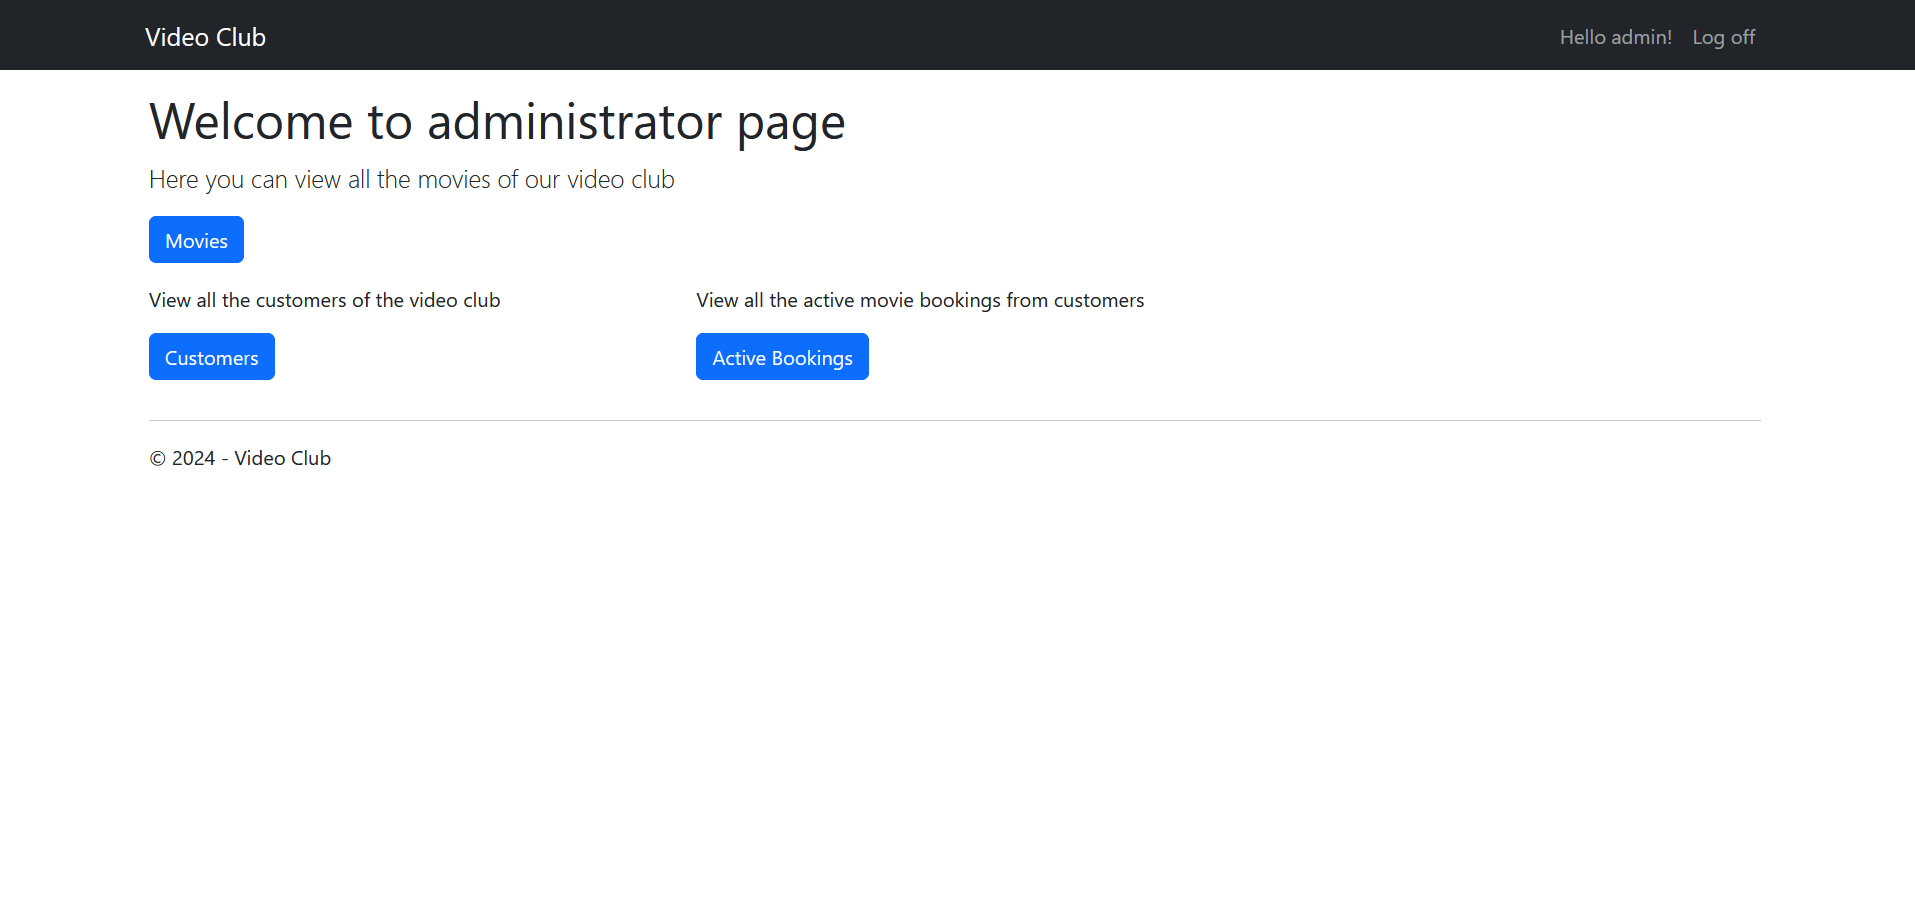 Video Club
Hello admin! Log off
Welcome to administrator page
Here you can view all the movies of our video club
Movies
View all the customers of the video club
Customers
View all the active movie bookings from customers
Active Bookings
© 2024 - Video Club